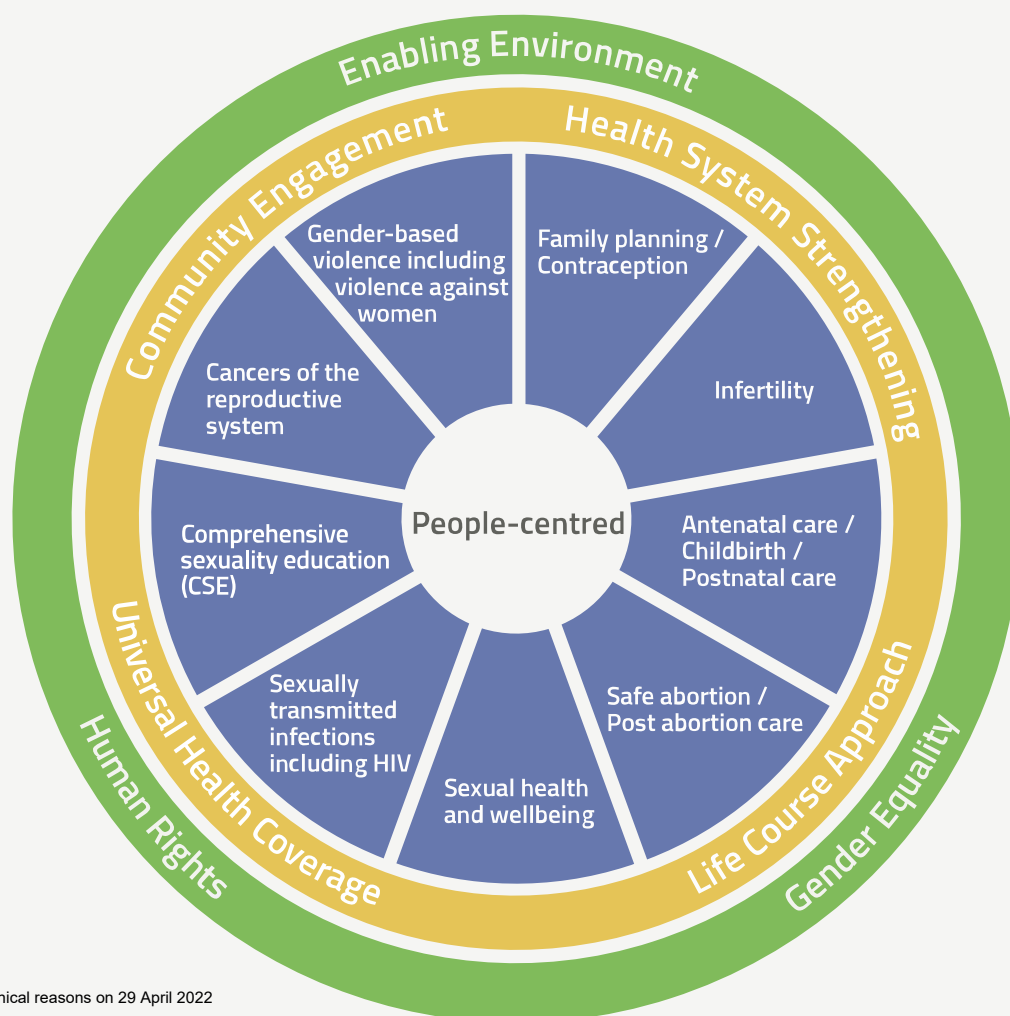 Enabling Environment
Community Engagement
Health System Strengthening
Gender-based
violence including
violence against
women
Family planning /
Contraception
Cancers of the
reproductive
system
Infertility
People-centred
Comprehensive
sexuality education
(CSE)
Antenatal care /
Childbirth /
Postnatal care
Sexually
transmitted
infections
including HIV
Safe abortion /
Post abortion care
Sexual health
and wellbeing
Universal Health Coverage
Life Course Approach
Human Rights
Gender Equality
reasons on 29 April 2022